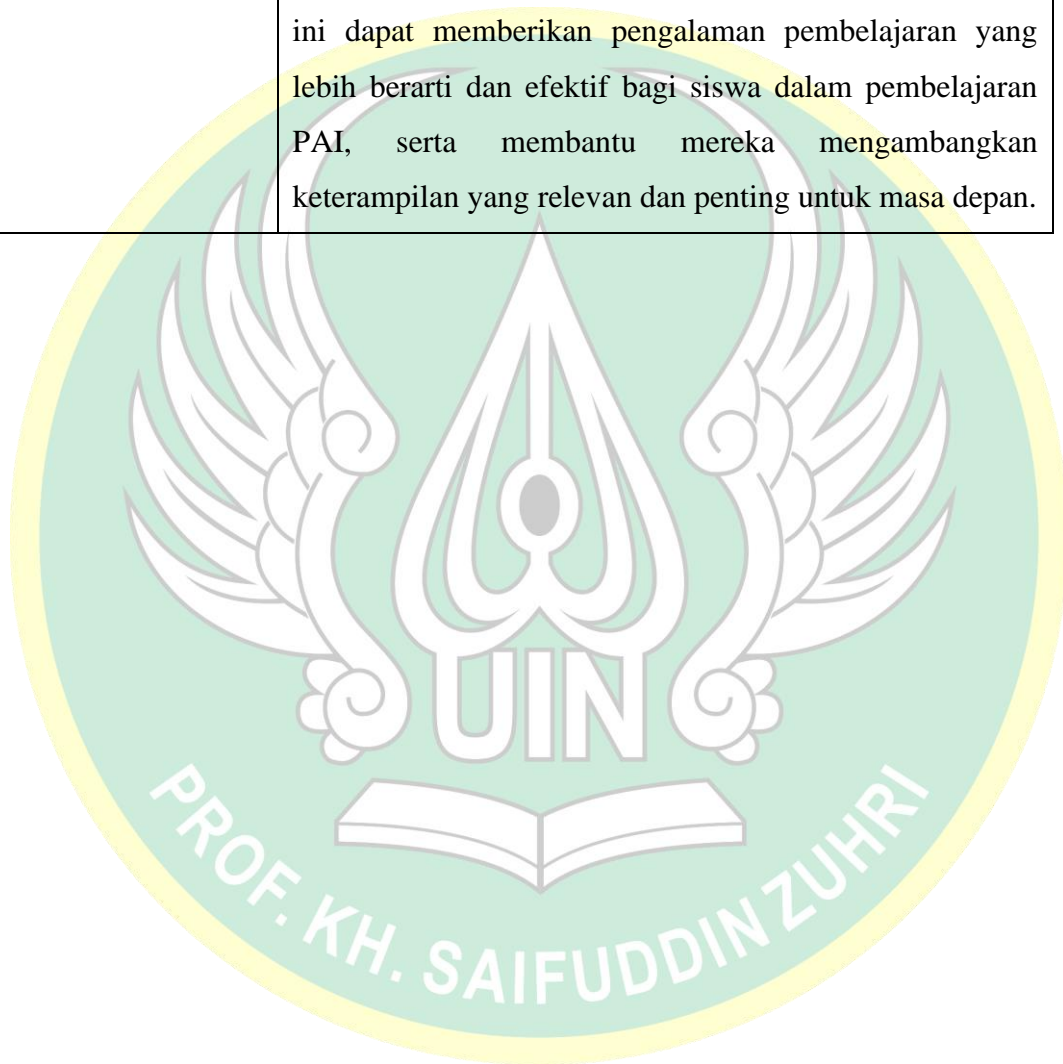 ini dapat memberikan pengalaman pembelajaran yang
lebih berarti dan efektif bagi siswa dalam pembelajaran
PAI, serta membantu mereka mengambangkan
keterampilan yang relevan dan penting untuk masa depan.
UIN
PROF. KH. SAIFUDDIN ZUHRI